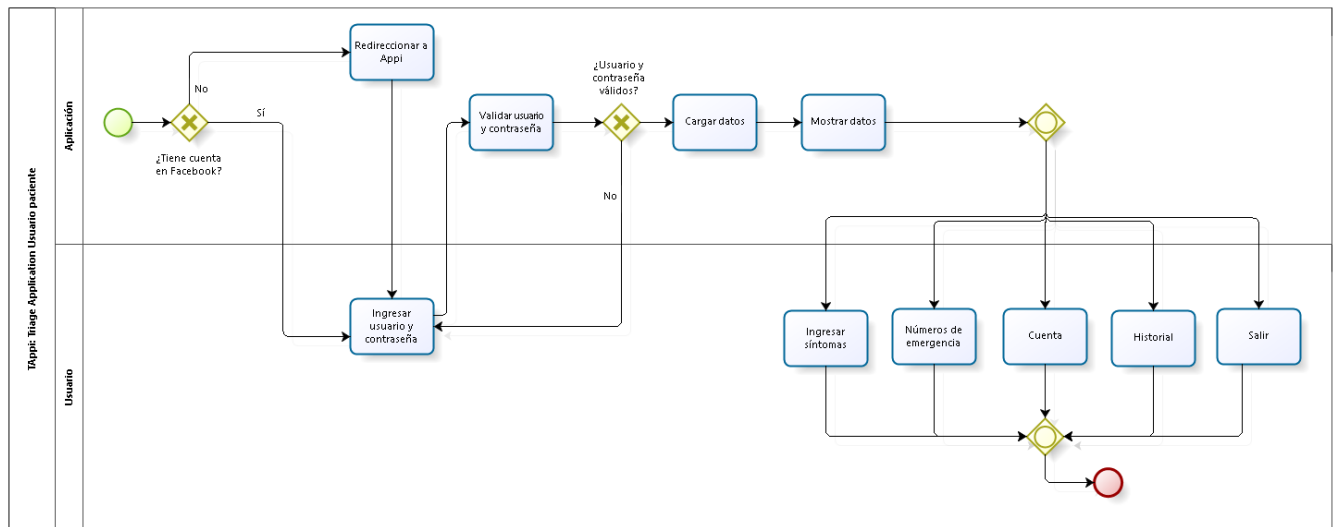 TAppi: Triage Application Usuario paciente
Aplicación
Usuario
No
Sí
¿Tiene cuenta
en Facebook?
Redireccionar a
Appi
Validar usuario
y contraseña
¿Usuario y
contraseña
válidos?
No
Cargar datos
Mostrar datos
Ingresar
usuario y
contraseña
Ingresar
síntomas
Números de
emergencia
Cuenta
Historial
Salir